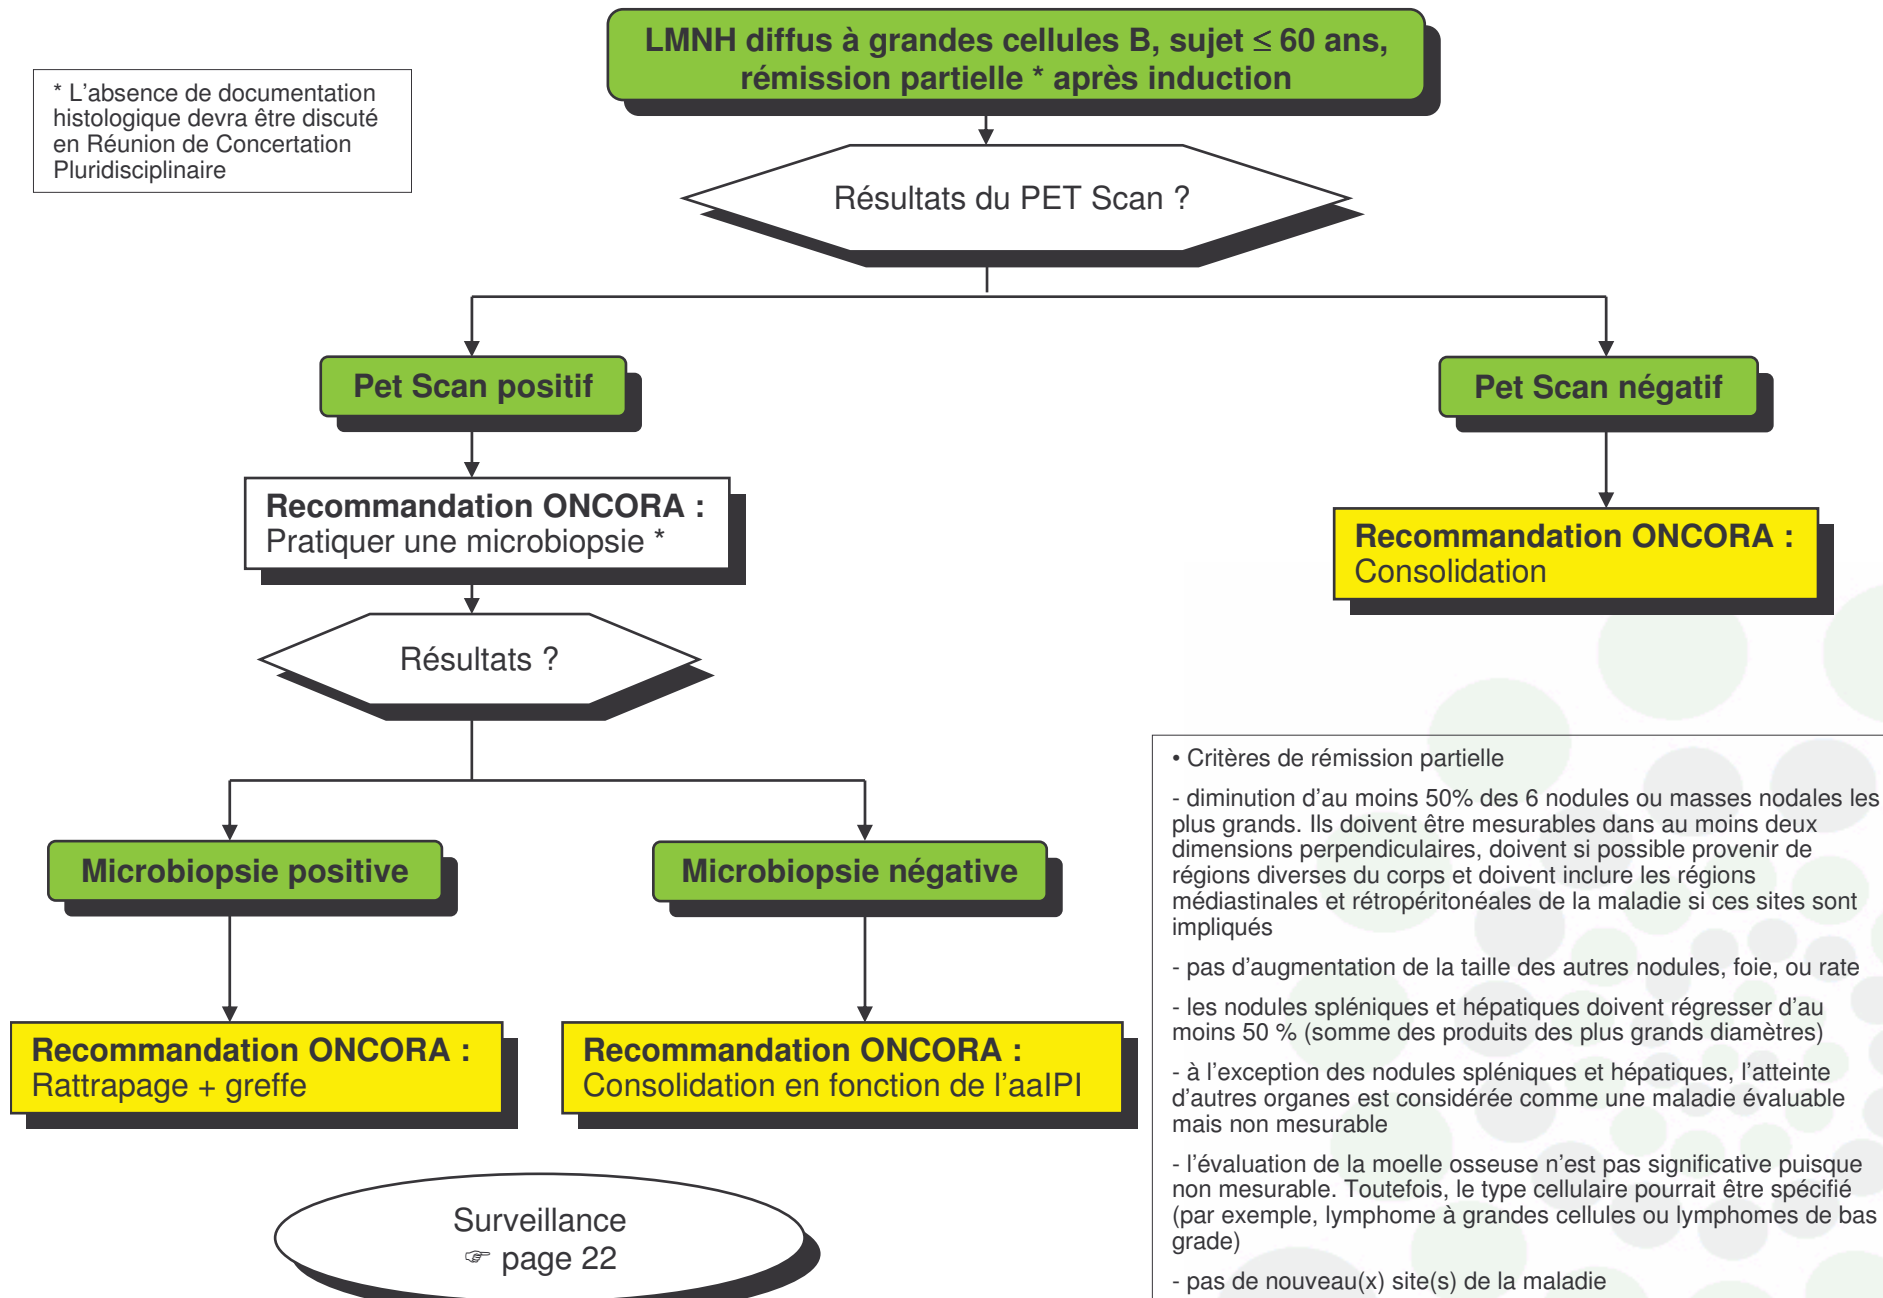 LMNH diffus à grandes cellules B, sujet ≤ 60 ans,
rémission partielle * après induction
* L'absence de documentation
histologique devra être discuté
en Réunion de Concertation
Pluridisciplinaire
Résultats du PET Scan ?
Pet Scan positif
Pet Scan négatif
Recommandation ONCORA :
Pratiquer une microbiopsie *
Recommandation ONCORA :
Consolidation
Résultats ?
Microbiopsie positive
Microbiopsie négative
Recommandation ONCORA :
Rattrapage + greffe
Recommandation ONCORA :
Consolidation en fonction de l’aaIPI
Surveillance
☞ page 22
• Critères de rémission partielle
- diminution d’au moins 50% des 6 nodules ou masses nodales les
plus grands. Ils doivent être mesurables dans au moins deux
dimensions perpendiculaires, doivent si possible provenir de
régions diverses du corps et doivent inclure les régions
médiastinales et rétropéritonéales de la maladie si ces sites sont
impliqués
- pas d’augmentation de la taille des autres nodules, foie, ou rate
- les nodules spléniques et hépatiques doivent régresser d’au
moins 50 % (somme des produits des plus grands diamètres)
- à l’exception des nodules spléniques et hépatiques, l’atteinte
d’autres organes est considérée comme une maladie évaluable
mais non mesurable
- l’évaluation de la moelle osseuse n’est pas significative puisque
non mesurable. Toutefois, le type cellulaire pourrait être spécifié
(par exemple, lymphome à grandes cellules ou lymphomes de bas
grade)
- pas de nouveau(x) site(s) de la maladie